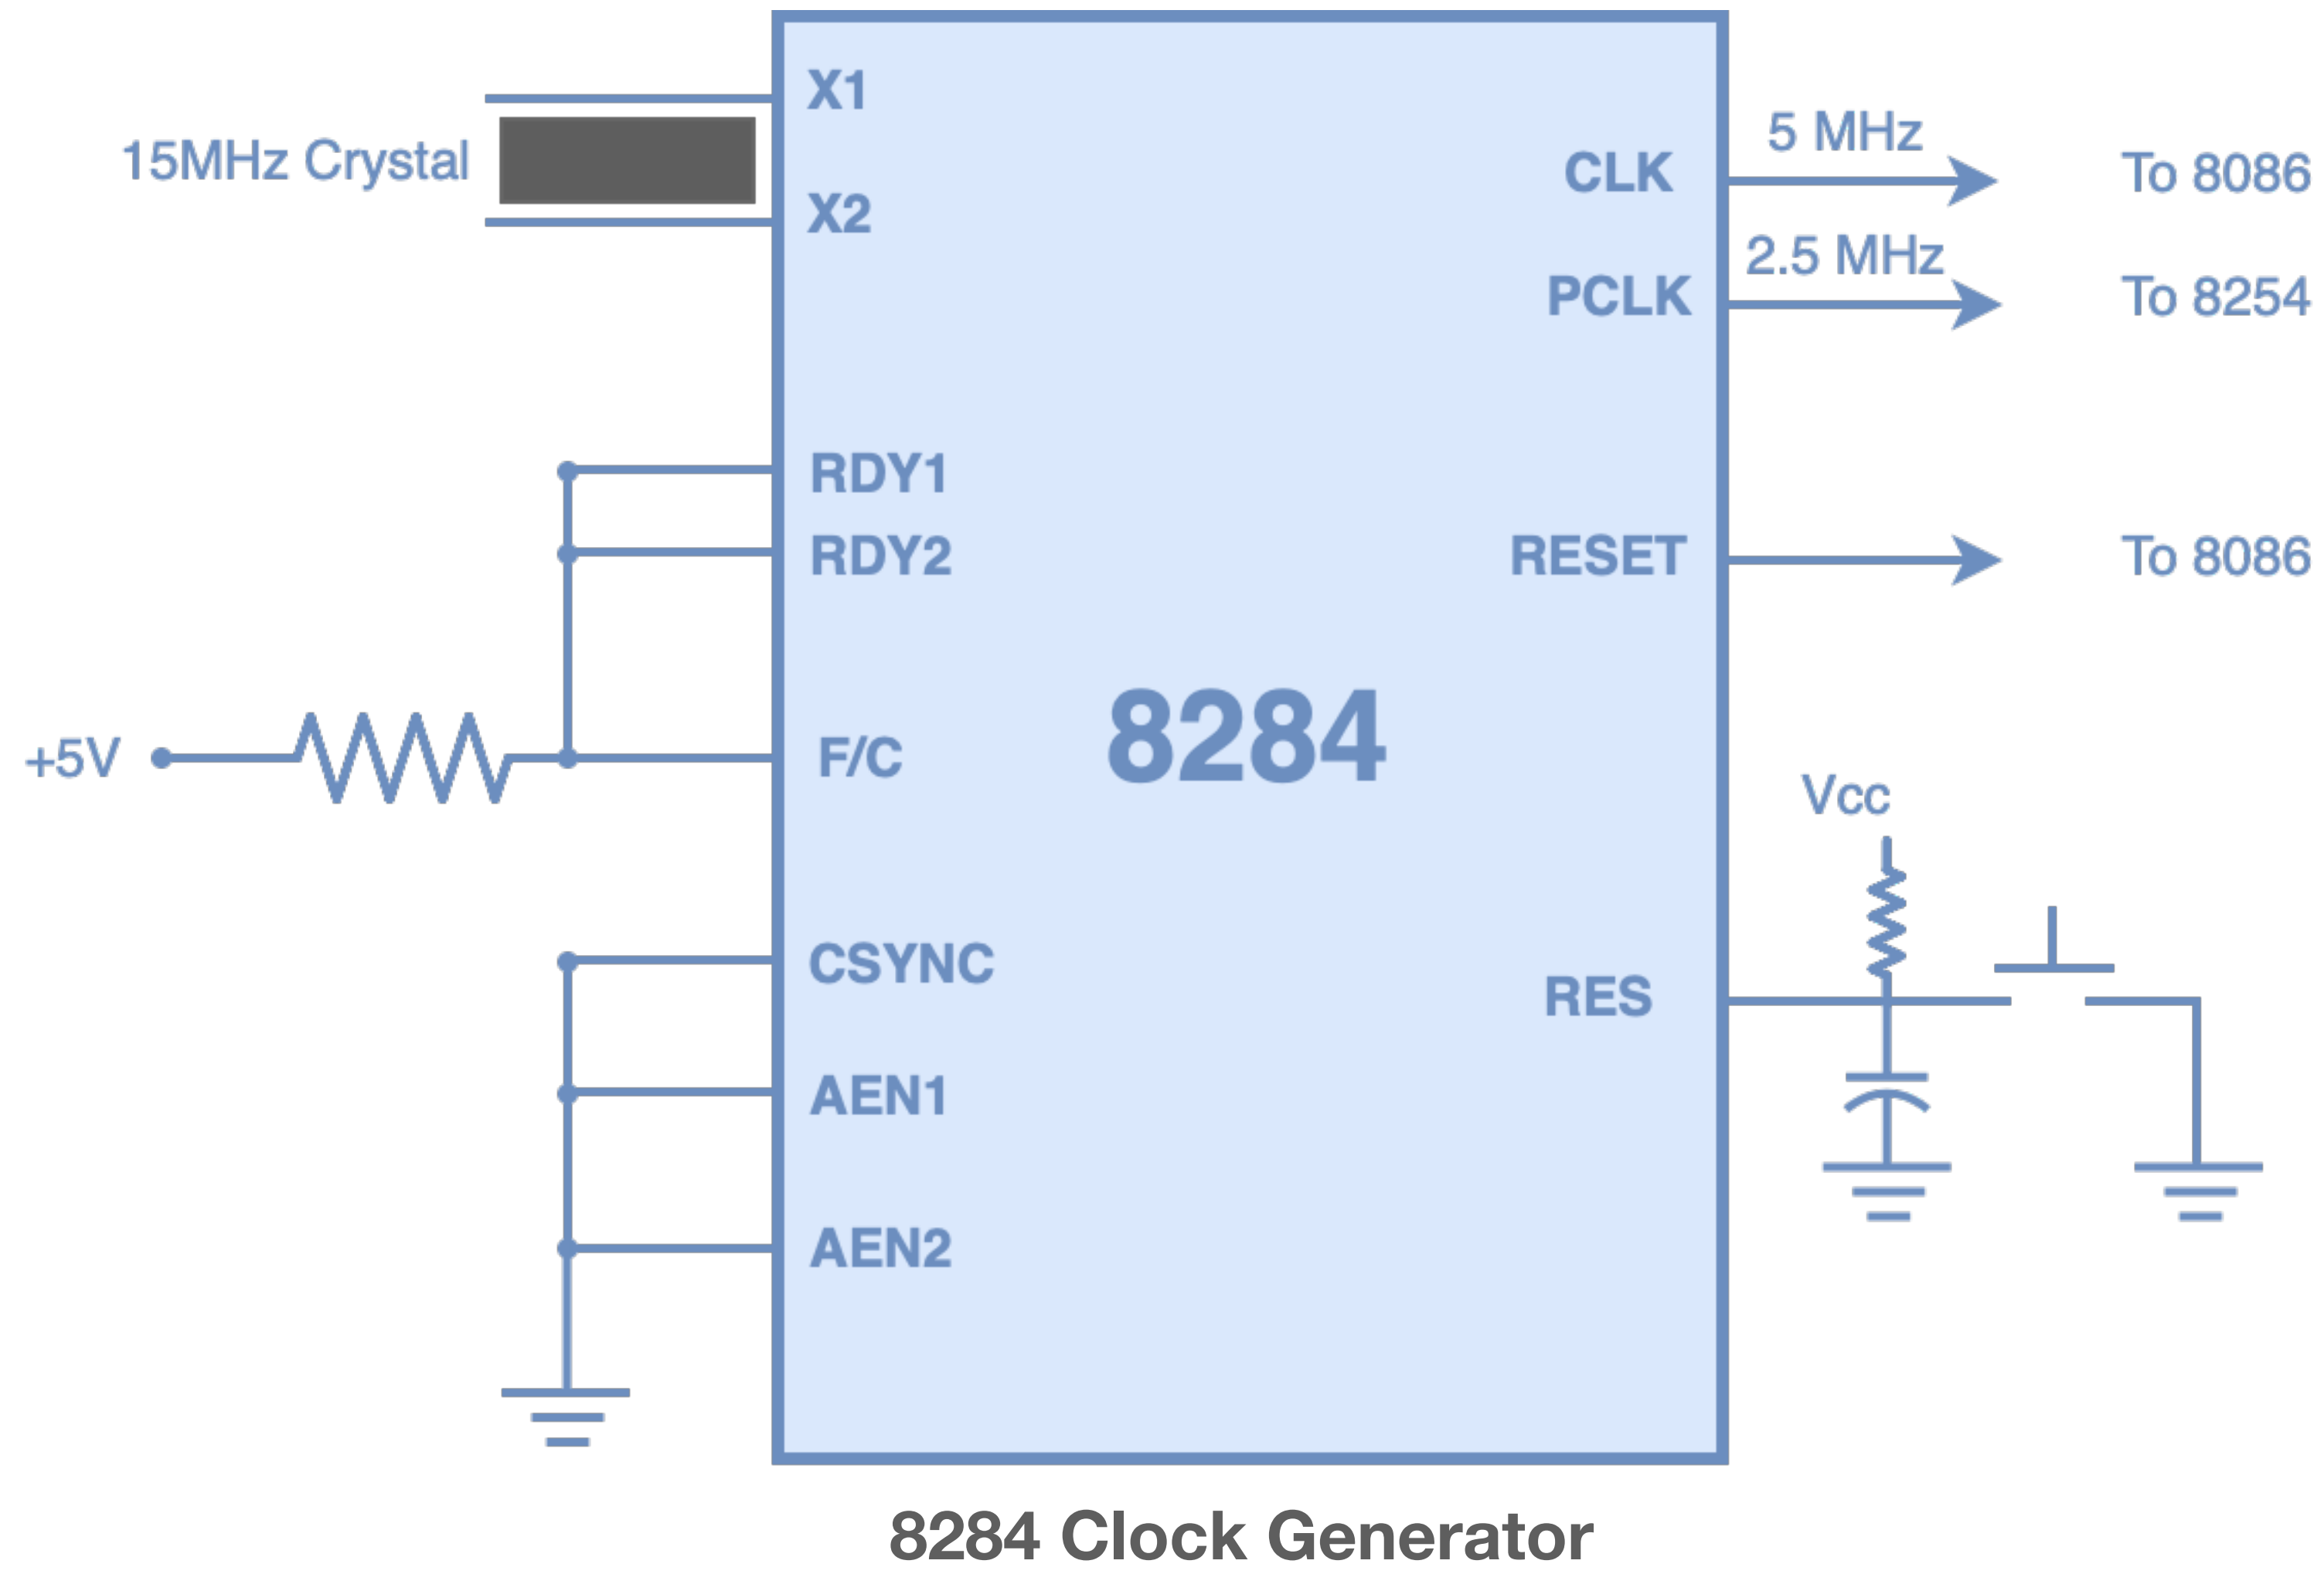 X1
15MHz Crystal
X2
CLK
5 MHz
To 8086
PCLK
2.5 MHz
To 8254
RDY1
RDY2
RESET
To 8086
+5V
F/C
8284
Vcc
CSYNC
RES
AEN1
AEN2
8284 Clock Generator